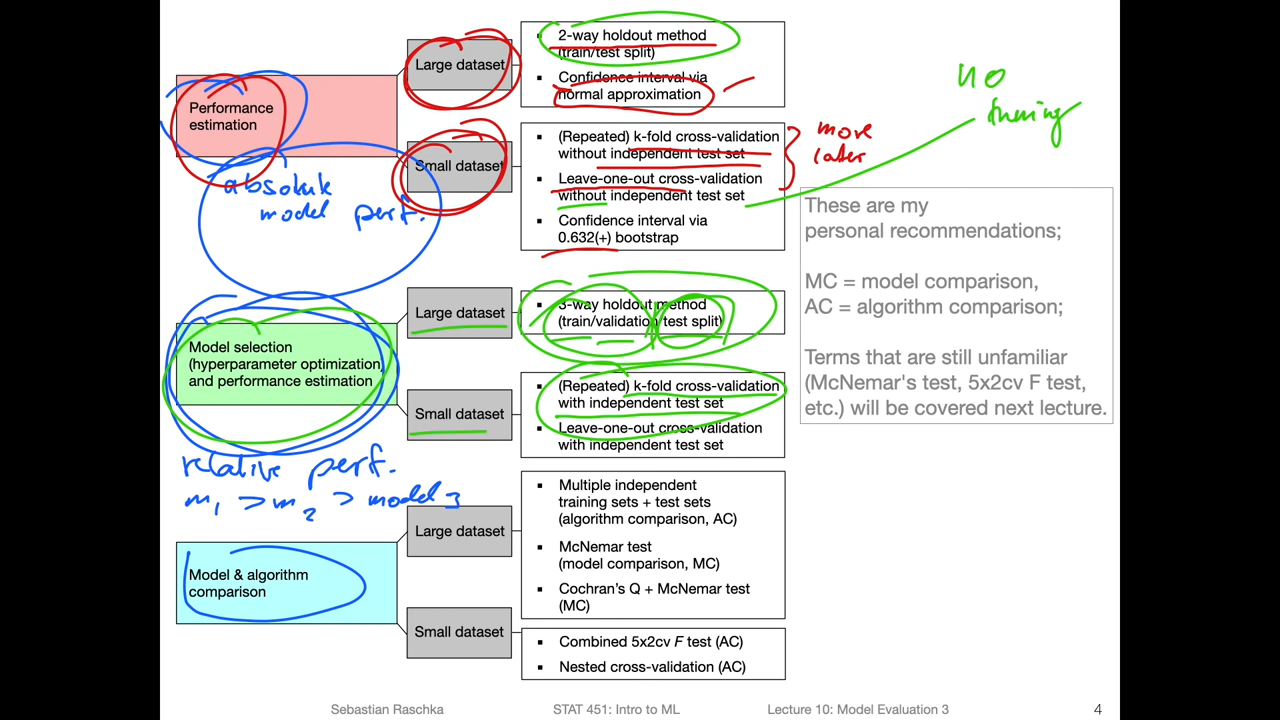 Performance
estimation
Large dataset
2-way holdout method
(train/test split)
Confidence interval via
normal approximation
Small dataset
(Repeated) k-fold cross-validation
without independent test set
Leave-one-out cross-validation
without independent test set
Confidence interval via
0.632(+) bootstrap
more
later
no
tuning
absolute
model perf.
Model selection
(hyperparameter optimization)
and performance estimation
Large dataset
3-way holdout method
(train/validation/test split)
Small dataset
(Repeated) k-fold cross-validation
with independent test set
Leave-one-out cross-validation
with independent test set
relative perf.
m1 > m2 > model 3
Model & algorithm
comparison
Large dataset
Multiple independent
training sets + test sets
(algorithm comparison, AC)
McNemar test
(model comparison, MC)
Cochran’s Q + McNemar test
(MC)
Small dataset
Combined 5x2cv F test (AC)
Nested cross-validation (AC)
These are my
personal recommendations;
MC = model comparison,
AC = algorithm comparison;
Terms that are still unfamiliar
(McNemar's test, 5x2cv F test,
etc.) will be covered next lecture.
Sebastian Raschka STAT 451: Intro to ML Lecture 10: Model Evaluation 3 4